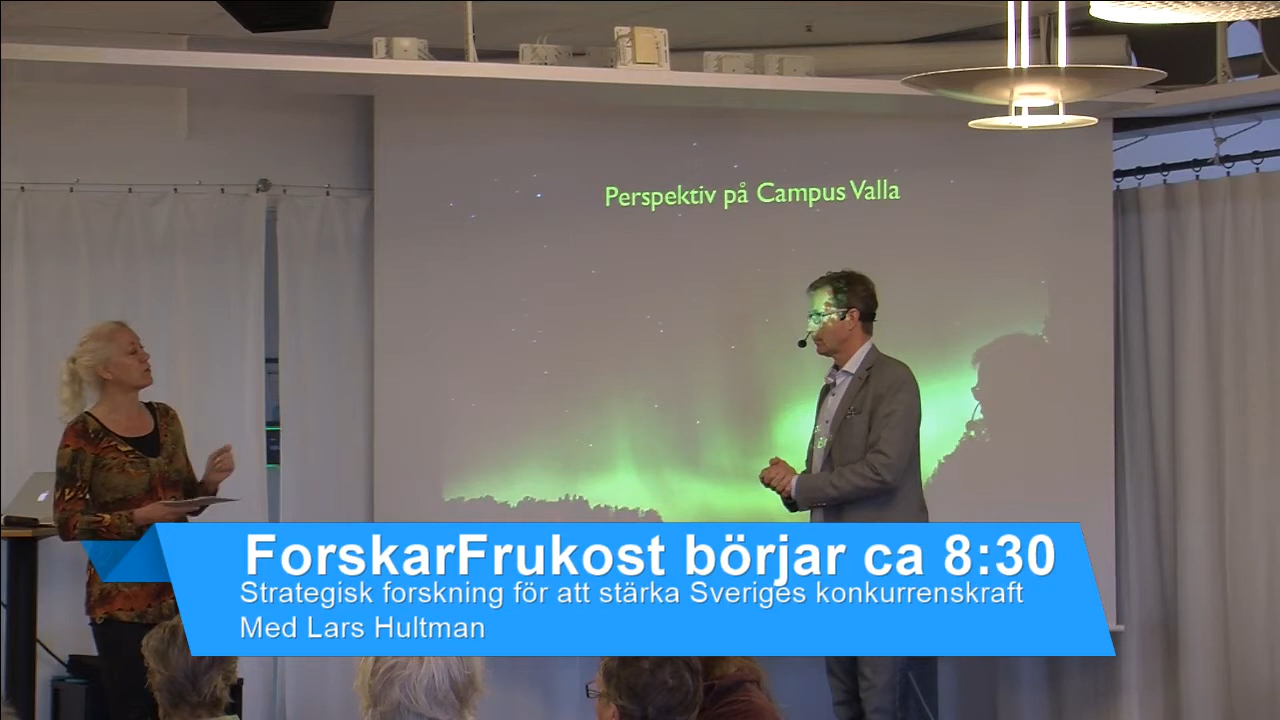 Perspektiv på Campus Valla
ForskarFrukost börjar ca 8:30
Strategisk forskning för att stärka Sveriges konkurrenskraft
Med Lars Hultman